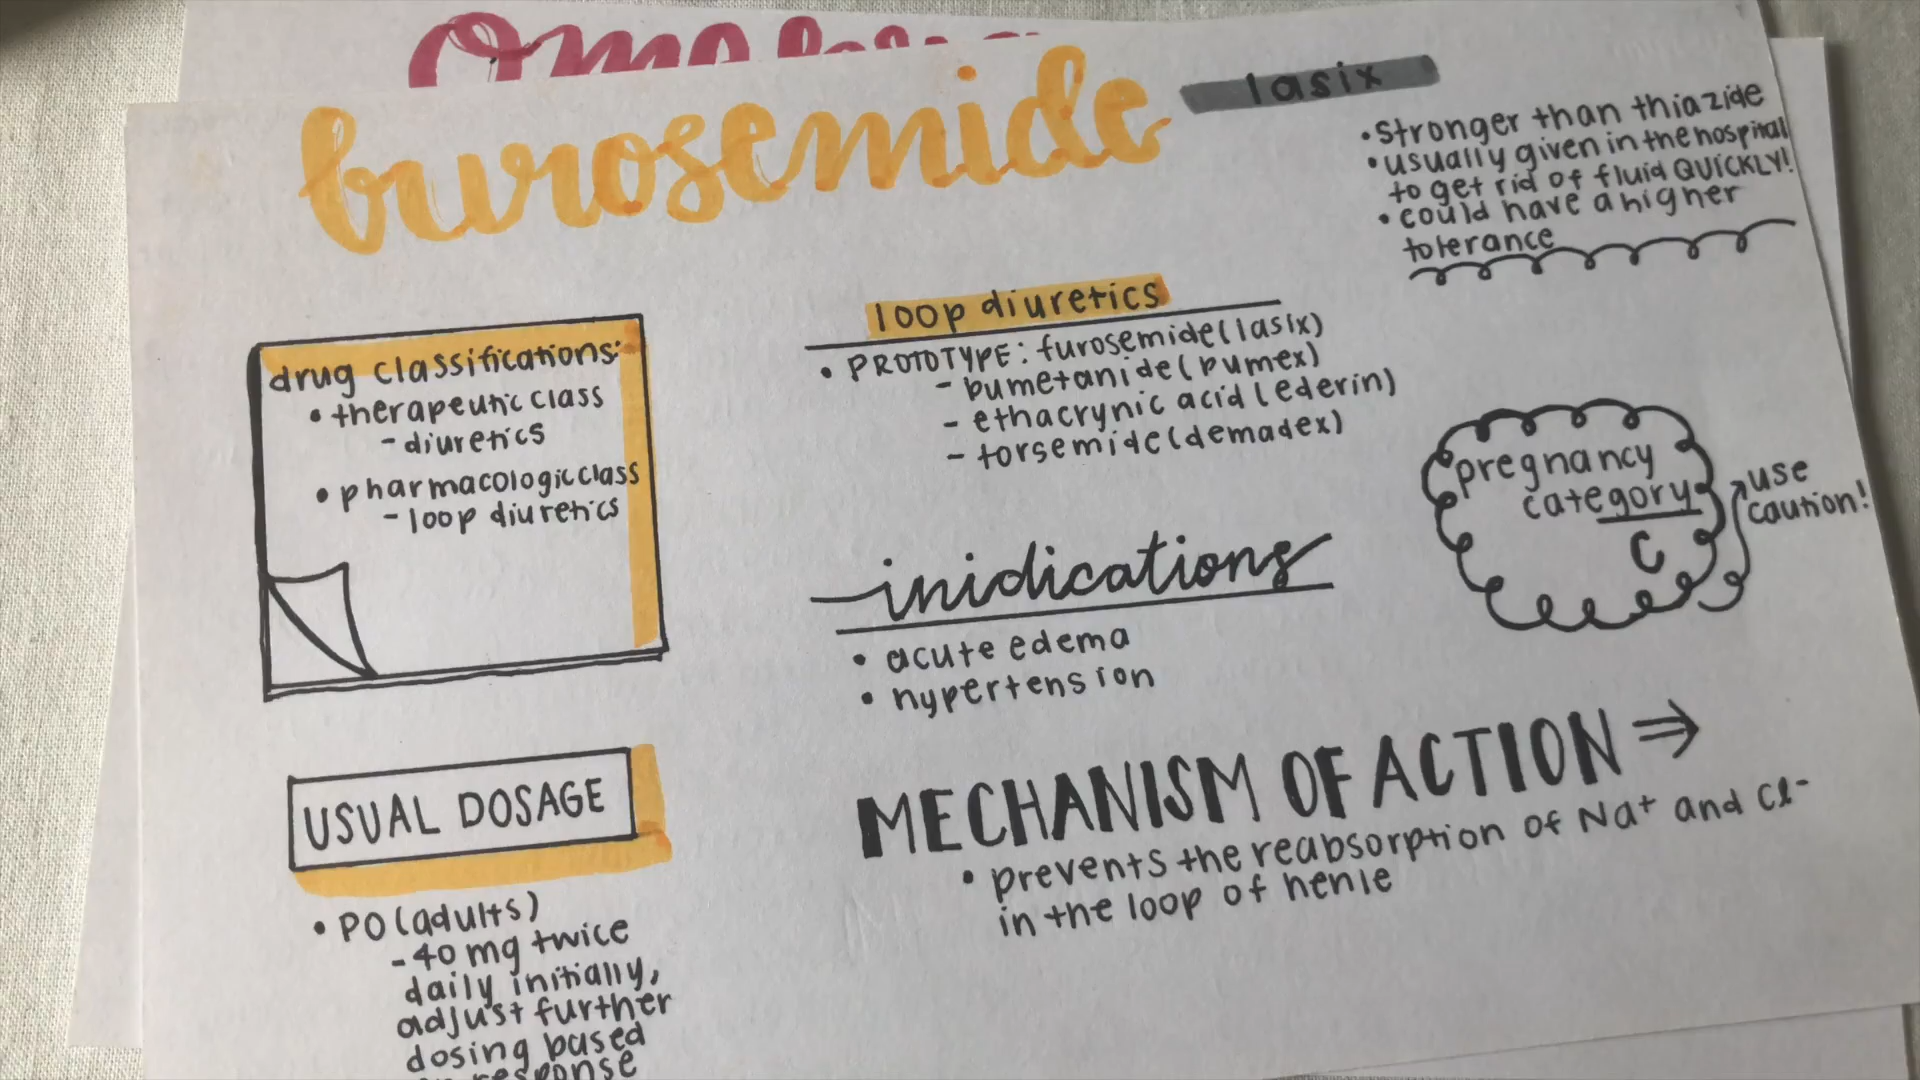 furosemide
lasix
• stronger than thiazide
• usually given in the hospital
to get rid of fluid QUICKLY!
• could have a higher
tolerance
drug classifications:
• therapeutic class
- diuretics
• pharmacologic class
- loop diuretics
loop diuretics
• PROTOTYPE: furosemide (lasix)
- bumetanide (bumex)
- ethacrynic acid (ederin)
- torsemide (demadex)
pregnancy
category
C
use
caution!
inidications
• acute edema
• hypertension
USUAL DOSAGE
• PO (adults)
- 40 mg twice
daily initially,
adjust further
dosing based
response
MECHANISM OF ACTION ⇒
• prevents the reabsorption of Na⁺ and Cl⁻
in the loop of henle